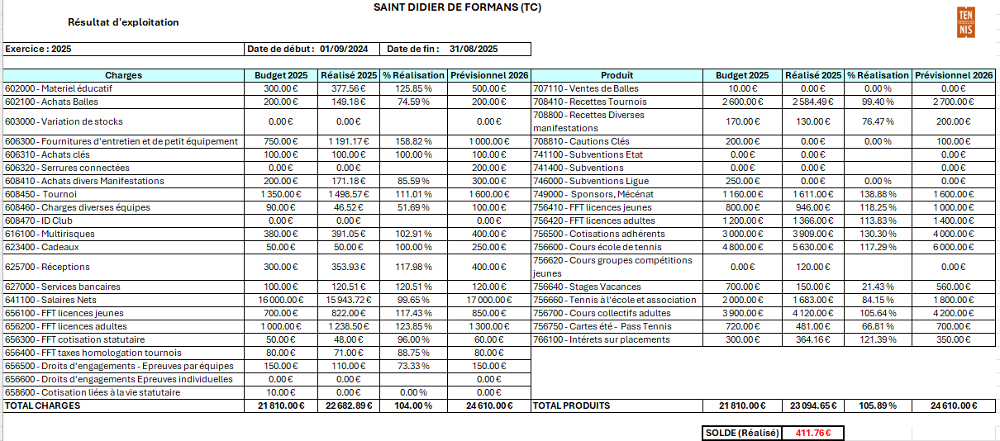 SAINT DIDIER DE FORMANS (TC)
Résultat d'exploitation
TEN
NIS
Exercice : 2025 Date de début : 01/09/2024 Date de fin : 31/08/2025
Charges Budget 2025 Réalisé 2025 % Réalisation Prévisionnel 2026 Produit Budget 2025 Réalisé 2025 % Réalisation Prévisionnel 2026
602000 - Materiel éducatif 300.00 € 377.56 € 125.85 % 500.00 € 707110 - Ventes de Balles 10.00 € 0.00 € 0.00 % 0.00 €
602100 - Achats Balles 200.00 € 149.18 € 74.59 % 200.00 € 708410 - Recettes Tournois 2 600.00 € 2 584.49 € 99.40 % 2 700.00 €
603000 - Variation de stocks 0.00 € 0.00 € 0.00 € 708800 - Recettes Diverses
manifestations 170.00 € 130.00 € 76.47 % 200.00 €
606300 - Fournitures d'entretien et de petit équipement 750.00 € 1 191.17 € 158.82 % 1 000.00 € 708810 - Cautions Clés 200.00 € 0.00 € 0.00 % 100.00 €
606310 - Achats clés 100.00 € 100.00 € 100.00 % 100.00 € 741100 - Subventions Etat 0.00 € 0.00 € 0.00 €
606320 - Serrures connectées 0.00 € 0.00 € 200.00 € 741400 - Subventions 0.00 € 0.00 € 0.00 €
608410 - Achats divers Manifestations 200.00 € 171.18 € 85.59 % 300.00 € 746000 - Subventions Ligue 250.00 € 0.00 € 0.00 % 0.00 €
608450 - Tournoi 1 350.00 € 1 498.57 € 111.01 % 1 600.00 € 749000 - Sponsors, Mécénat 1 160.00 € 1 611.00 € 138.88 % 1 600.00 €
608460 - Charges diverses équipes 90.00 € 46.52 € 51.69 % 100.00 € 756410 - FFT licences jeunes 800.00 € 946.00 € 118.25 % 1 000.00 €
608470 - ID Club 0.00 € 0.00 € 0.00 € 756420 - FFT licences adultes 1 200.00 € 1 366.00 € 113.83 % 1 400.00 €
616100 - Multirisques 380.00 € 391.05 € 102.91 % 400.00 € 756500 - Cotisations adhérents 3 000.00 € 3 909.00 € 130.30 % 4 000.00 €
623400 - Cadeaux 50.00 € 50.00 € 100.00 % 250.00 € 756600 - Cours école de tennis 4 800.00 € 5 630.00 € 117.29 % 6 000.00 €
625700 - Réceptions 300.00 € 353.93 € 117.98 % 400.00 € 756620 - Cours groupes compétitions
jeunes 0.00 € 120.00 € 0.00 €
627000 - Services bancaires 100.00 € 120.51 € 120.51 % 120.00 € 756640 - Stages Vacances 700.00 € 150.00 € 21.43 % 560.00 €
641100 - Salaires Nets 16 000.00 € 15 943.72 € 99.65 % 17 000.00 € 756660 - Tennis à l'école et association 2 000.00 € 1 683.00 € 84.15 % 1 800.00 €
656100 - FFT licences jeunes 700.00 € 822.00 € 117.43 % 850.00 € 756700 - Cours collectifs adultes 3 900.00 € 4 120.00 € 105.64 % 4 200.00 €
656200 - FFT licences adultes 1 000.00 € 1 238.50 € 123.85 % 1 300.00 € 756750 - Cartes été - Pass Tennis 720.00 € 481.00 € 66.81 % 700.00 €
656300 - FFT cotisation statutaire 50.00 € 48.00 € 96.00 % 60.00 € 766100 - Intérets sur placements 300.00 € 364.16 € 121.39 % 350.00 €
656400 - FFT taxes homologation tournois 80.00 € 71.00 € 88.75 % 80.00 €
656500 - Droits d'engagements - Epreuves par équipes 150.00 € 110.00 € 73.33 % 150.00 €
656600 - Droits d'engagements Epreuves individuelles 0.00 € 0.00 € 0.00 €
658600 - Cotisation liées à la vie statutaire 10.00 € 0.00 € 0.00 % 0.00 €
TOTAL CHARGES 21 810.00 € 22 682.89 € 104.00 % 24 610.00 € TOTAL PRODUITS 21 810.00 € 23 094.65 € 105.89 % 24 610.00 €
SOLDE (Réalisé) 411.76 €